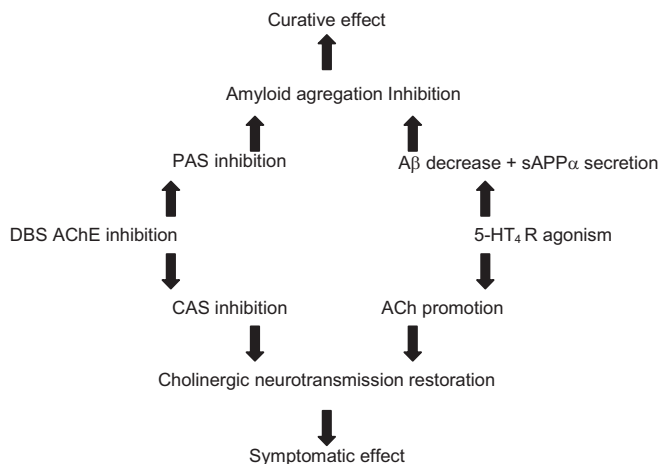 Curative effect
Amyloid agregation Inhibition
PAS inhibition
Aβ decrease + sAPPα secretion
DBS AChE inhibition
5-HT₄ R agonism
CAS inhibition
ACh promotion
Cholinergic neurotransmission restoration
Symptomatic effect